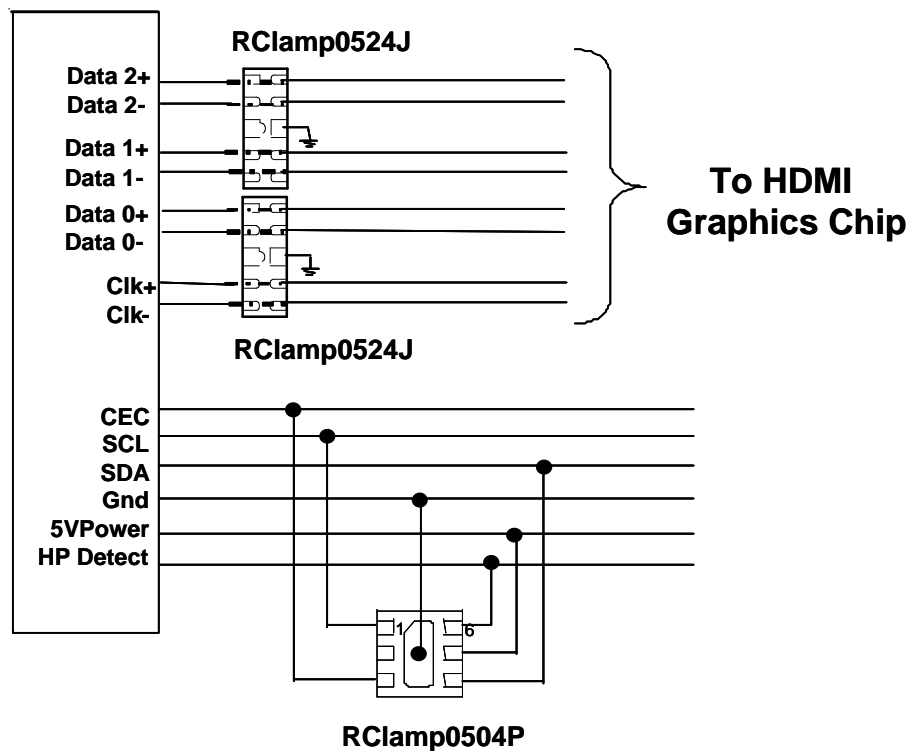 RClamp0524J
Data 2+
Data 2-
Data 1+
Data 1-
Data 0+
Data 0-
Clk+
Clk-
To HDMI
Graphics Chip
RClamp0524J
CEC
SCL
SDA
Gnd
5VPower
HP Detect
1
6
RClamp0504P